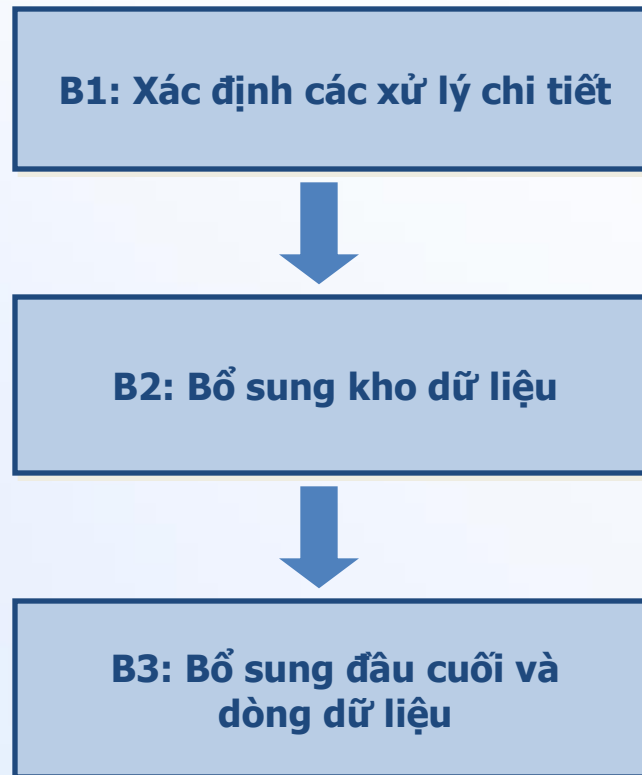 B1: Xác định các xử lý chi tiết
B2: Bổ sung kho dữ liệu
B3: Bổ sung đâu cuối và
dòng dữ liệu